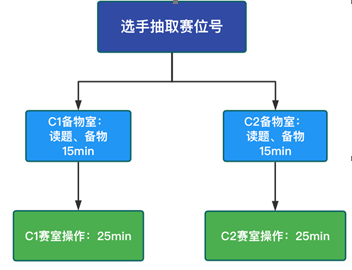 选手抽取赛位号
C1备物室：
读题、备物
15min
C2备物室：
读题、备物
15min
C1赛室操作：25min
C2赛室操作：25min